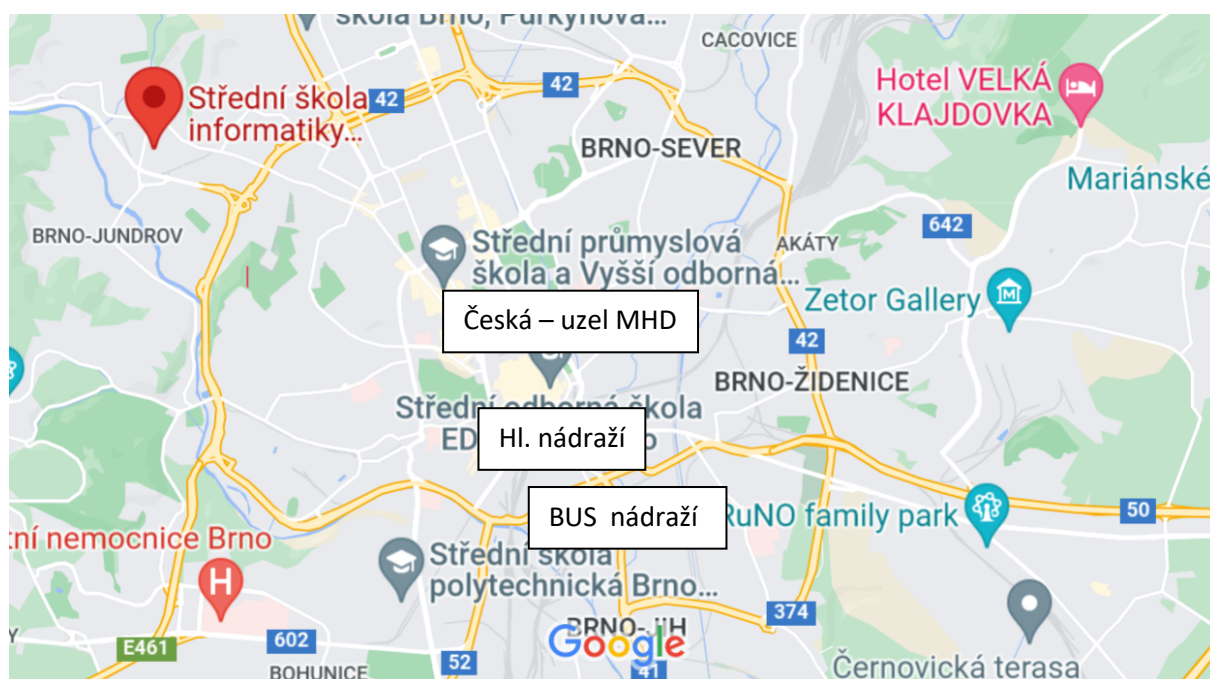 škola Brno, Purkyňova...
CACOVICE
42
42
Střední škola
informatiky...
Hotel VELKÁ
KLAJDOVKA
BRNO-SEVER
Mariánské
BRNO-JUNDROV
642
AKÁTY
Střední průmyslová
škola a Vyšší odborná...
Zetor Gallery
Česká – uzel MHD
42
BRNO-ŽIDENICE
Střední odborná škola
ED
Hl. nádraží
o
BUS nádraží
RuNO family park
50
tní nemocnice Brno
H
Střední škola
polytechnická Brno...
374
BRNO-JIH
Google
E461
602
BOHUNICE
52
41
Černovická terasa